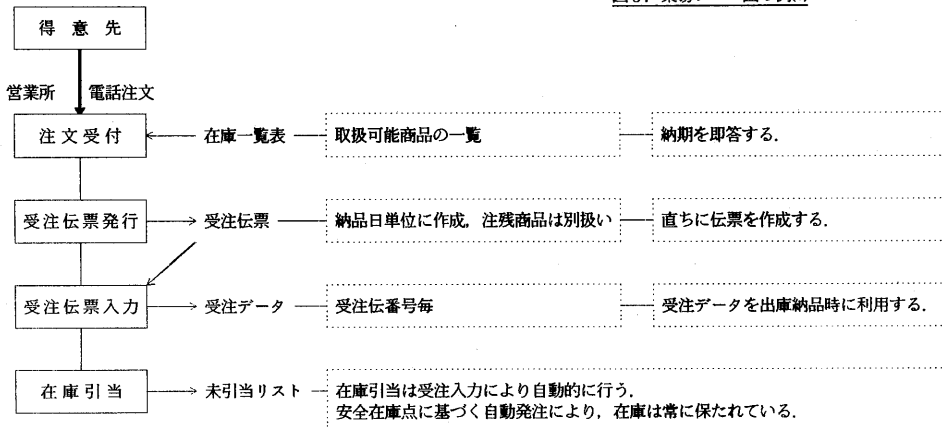 得意先
営業所 電話注文
注文受付 在庫一覧表 取扱可能商品の一覧 納期を即答する.
受注伝票発行 受注伝票 納品日単位に作成, 注残商品は別扱い 直ちに伝票を作成する.
受注伝票入力 受注データ 受注伝番号毎 受注データを出庫納品時に利用する.
在庫引当 未引当リスト 在庫引当は受注入力により自動的に行う.
安全在庫点に基づく自動発注により, 在庫は常に保たれている.